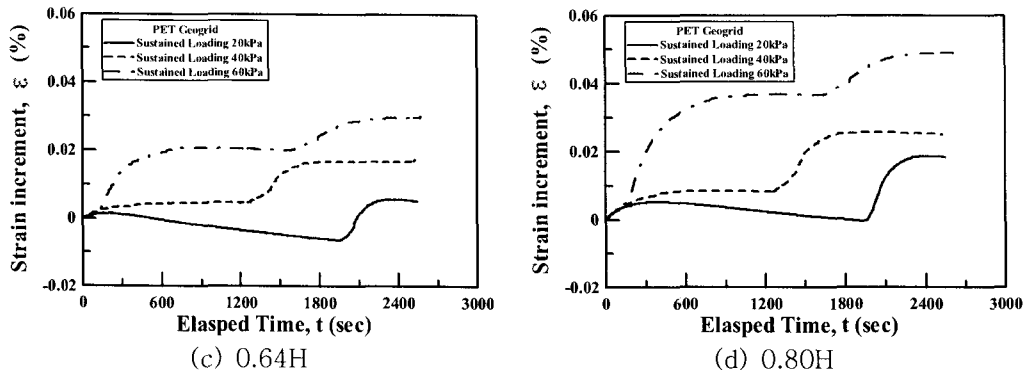 0.06
0.04
0.02
0
-0.02
Strain increment, ε (%)
PET Geogrid
Sustained Loading 20kPa
Sustained Loading 40kPa
Sustained Loading 60kPa
0 600 1200 1800 2400 3000
Elasped Time, t (sec)
(c) 0.64H
0.06
0.04
0.02
0
-0.02
Strain increment, ε (%)
PET Geogrid
Sustained Loading 20kPa
Sustained Loading 40kPa
Sustained Loading 60kPa
0 600 1200 1800 2400 3000
Elasped Time, t (sec)
(d) 0.80H